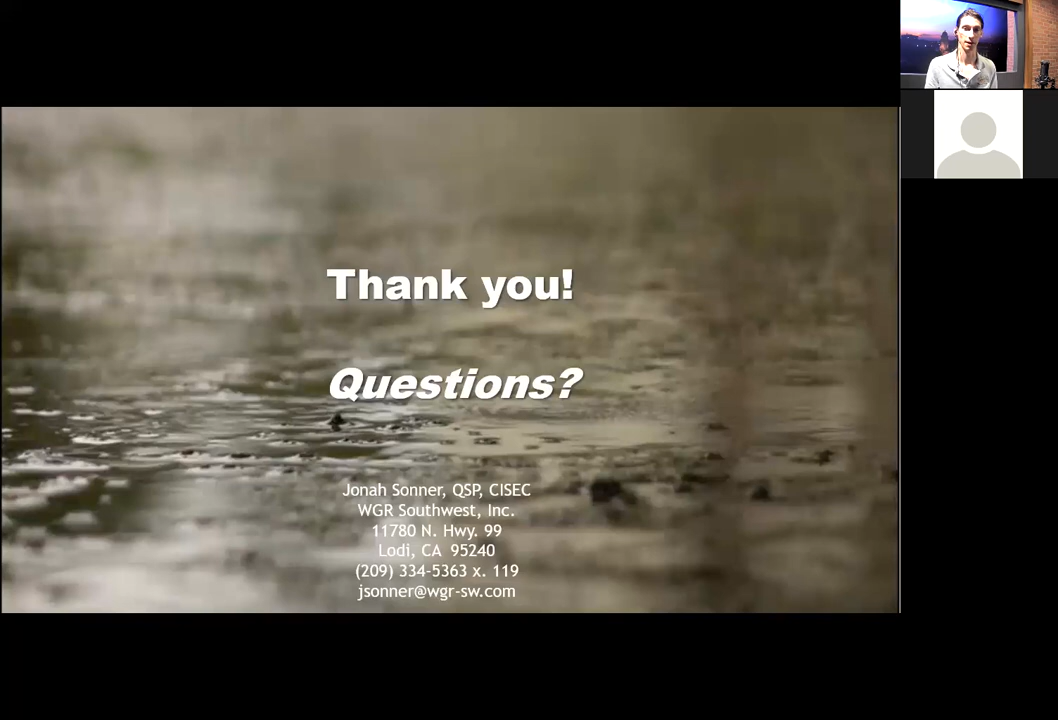 Thank you!
Questions?
Jonah Sonner, QSP, CISEC
WGR Southwest, Inc.
11780 N. Hwy. 99
Lodi, CA 95240
(209) 334-5363 x. 119
jsonner@wgr-sw.com